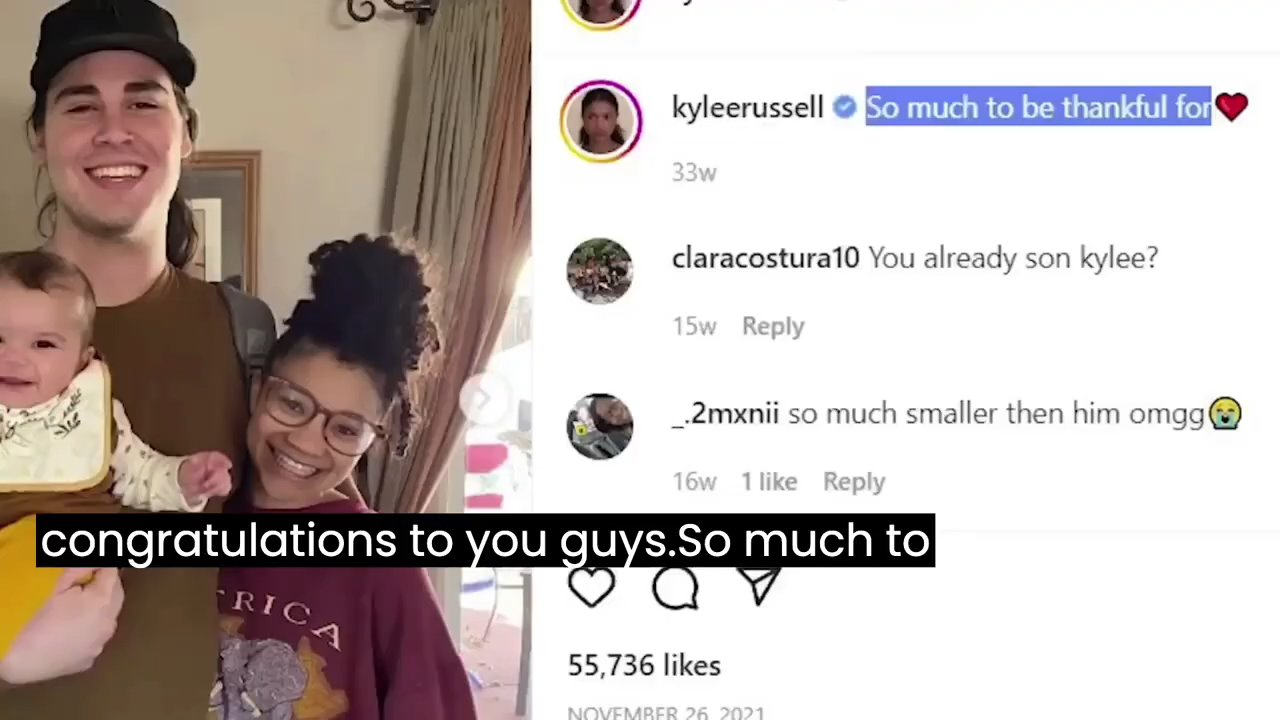 kyleerussell So much to be thankful for❤️
33w
claracostura10 You already son kylee?
15w Reply
_.2mxnii so much smaller then him omgg😭
16w 1 like Reply
congratulations to you guys.So much to
TRICA
55,736 likes
NOVEMBER 26, 2021